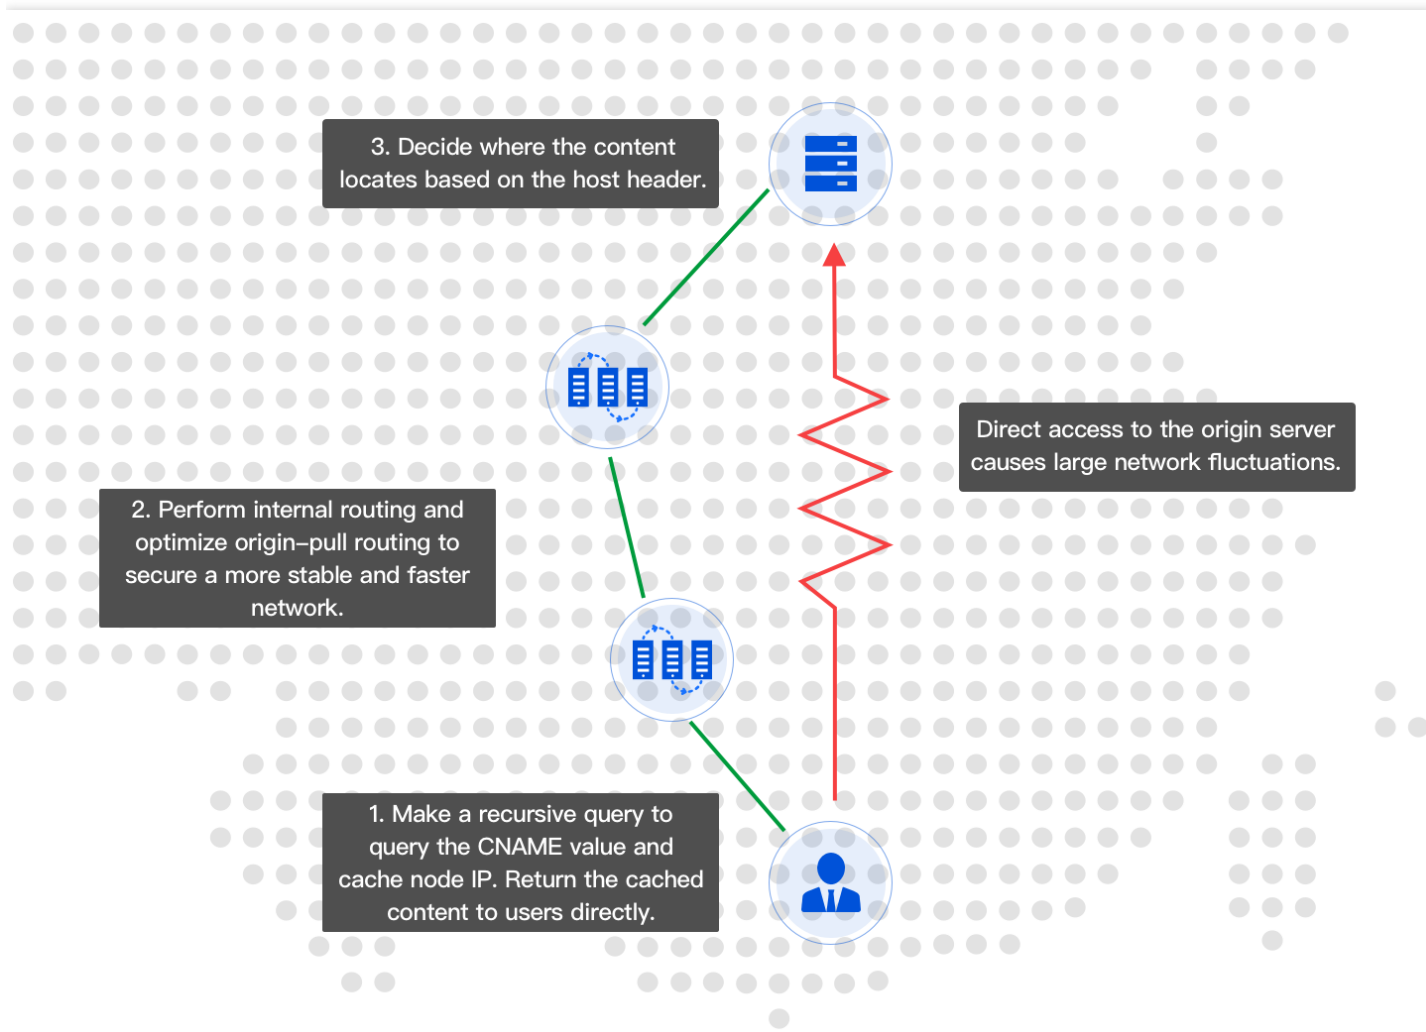 3. Decide where the content
locates based on the host header.
Direct access to the origin server
causes large network fluctuations.
2. Perform internal routing and
optimize origin-pull routing to
secure a more stable and faster
network.
1. Make a recursive query to
query the CNAME value and
cache node IP. Return the cached
content to users directly.